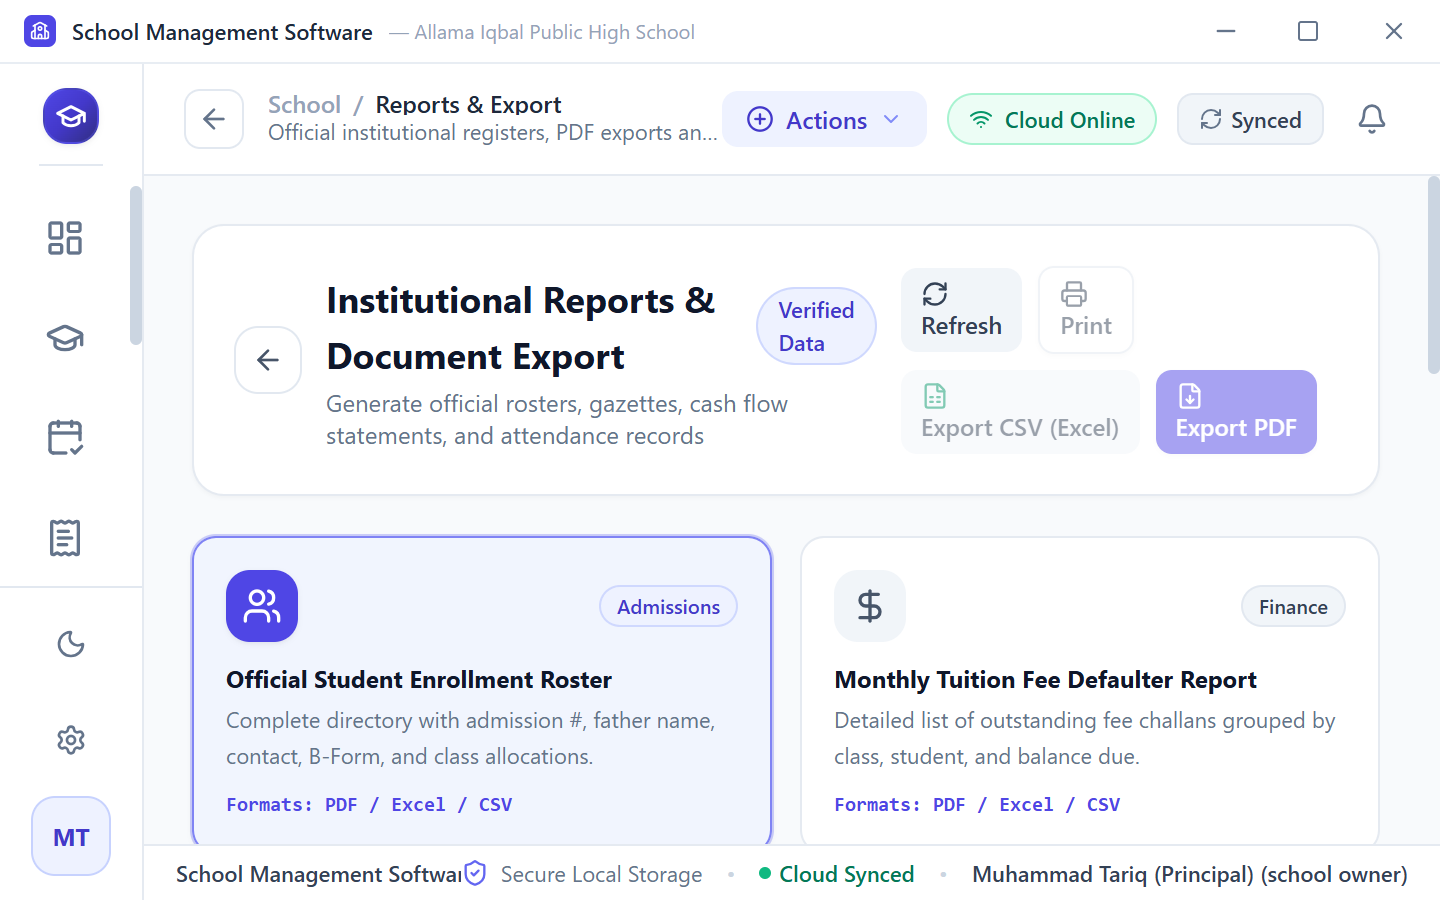 School Management Software — Allama Iqbal Public High School
School / Reports & Export
Official institutional registers, PDF exports an...
Actions
Cloud Online
Synced
Institutional Reports &
Document Export
Verified
Data
Generate official rosters, gazettes, cash flow
statements, and attendance records
Refresh
Print
Export CSV (Excel)
Export PDF
Admissions
Official Student Enrollment Roster
Complete directory with admission #, father name,
contact, B-Form, and class allocations.
Formats: PDF / Excel / CSV
Finance
Monthly Tuition Fee Defaulter Report
Detailed list of outstanding fee challans grouped by
class, student, and balance due.
Formats: PDF / Excel / CSV
MT
School Management Softwar Secure Local Storage • Cloud Synced • Muhammad Tariq (Principal) (school owner)